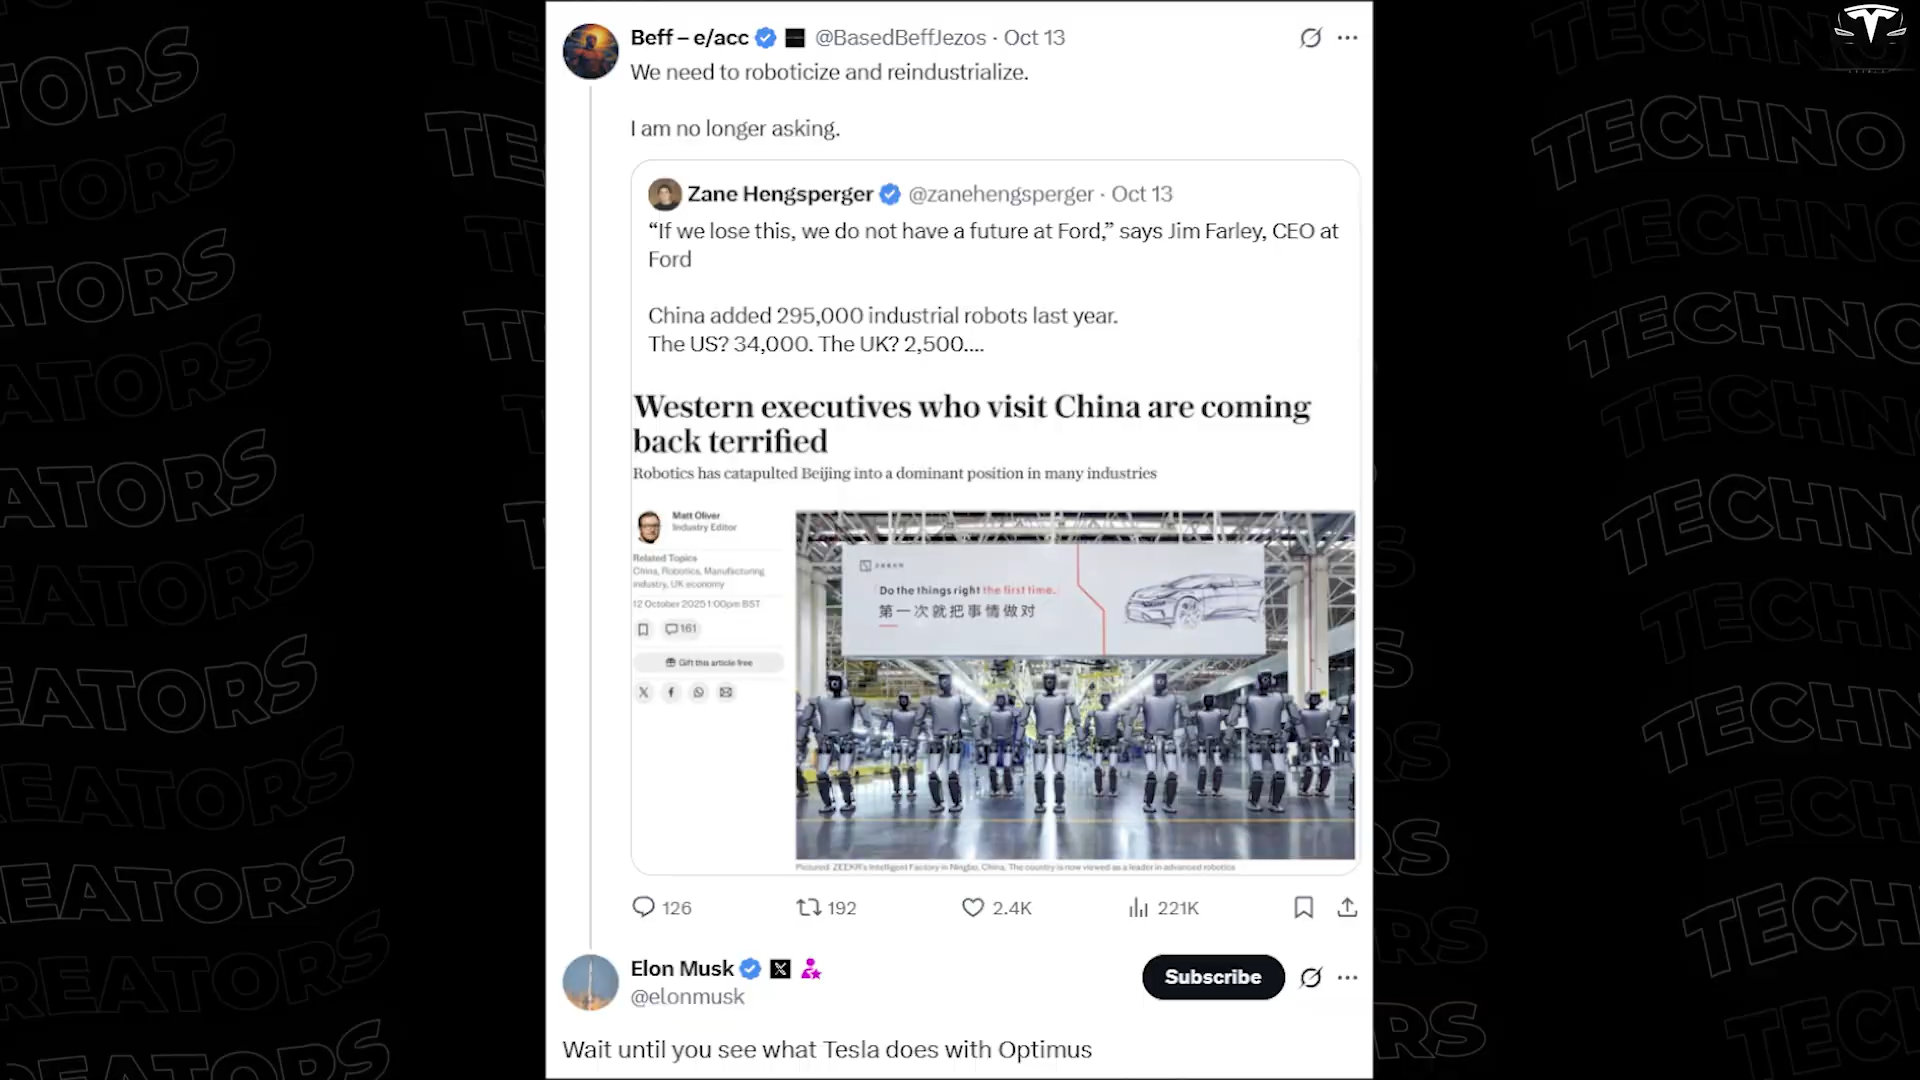 Beff – e/acc @BasedBeffJezos · Oct 13
We need to roboticize and reindustrialize.
I am no longer asking.
Zane Hengsperger @zanehengsperger · Oct 13
“If we lose this, we do not have a future at Ford,” says Jim Farley, CEO at
Ford
China added 295,000 industrial robots last year.
The US? 34,000. The UK? 2,500....
Western executives who visit China are coming
back terrified
Robotics has catapulted Beijing into a dominant position in many industries
Matt Oliver
Industry Editor
Related Topics
China, Robotics, Manufacturing
industry, UK economy
12 October 2025 1:00pm BST
161
Gift this article free
ZEEKR
Do the things right the first time.
第一次就把事情做对
Pictured: ZEEKR's Intelligent Factory in Ningbo, China. The country is now viewed as a leader in advanced robotics
126
192
2.4K
221K
Elon Musk
@elonmusk
Subscribe
Wait until you see what Tesla does with Optimus
TECHNO
TECHNO
TECHNO
TECHNO
CREATORS
CREATORS
CREATORS